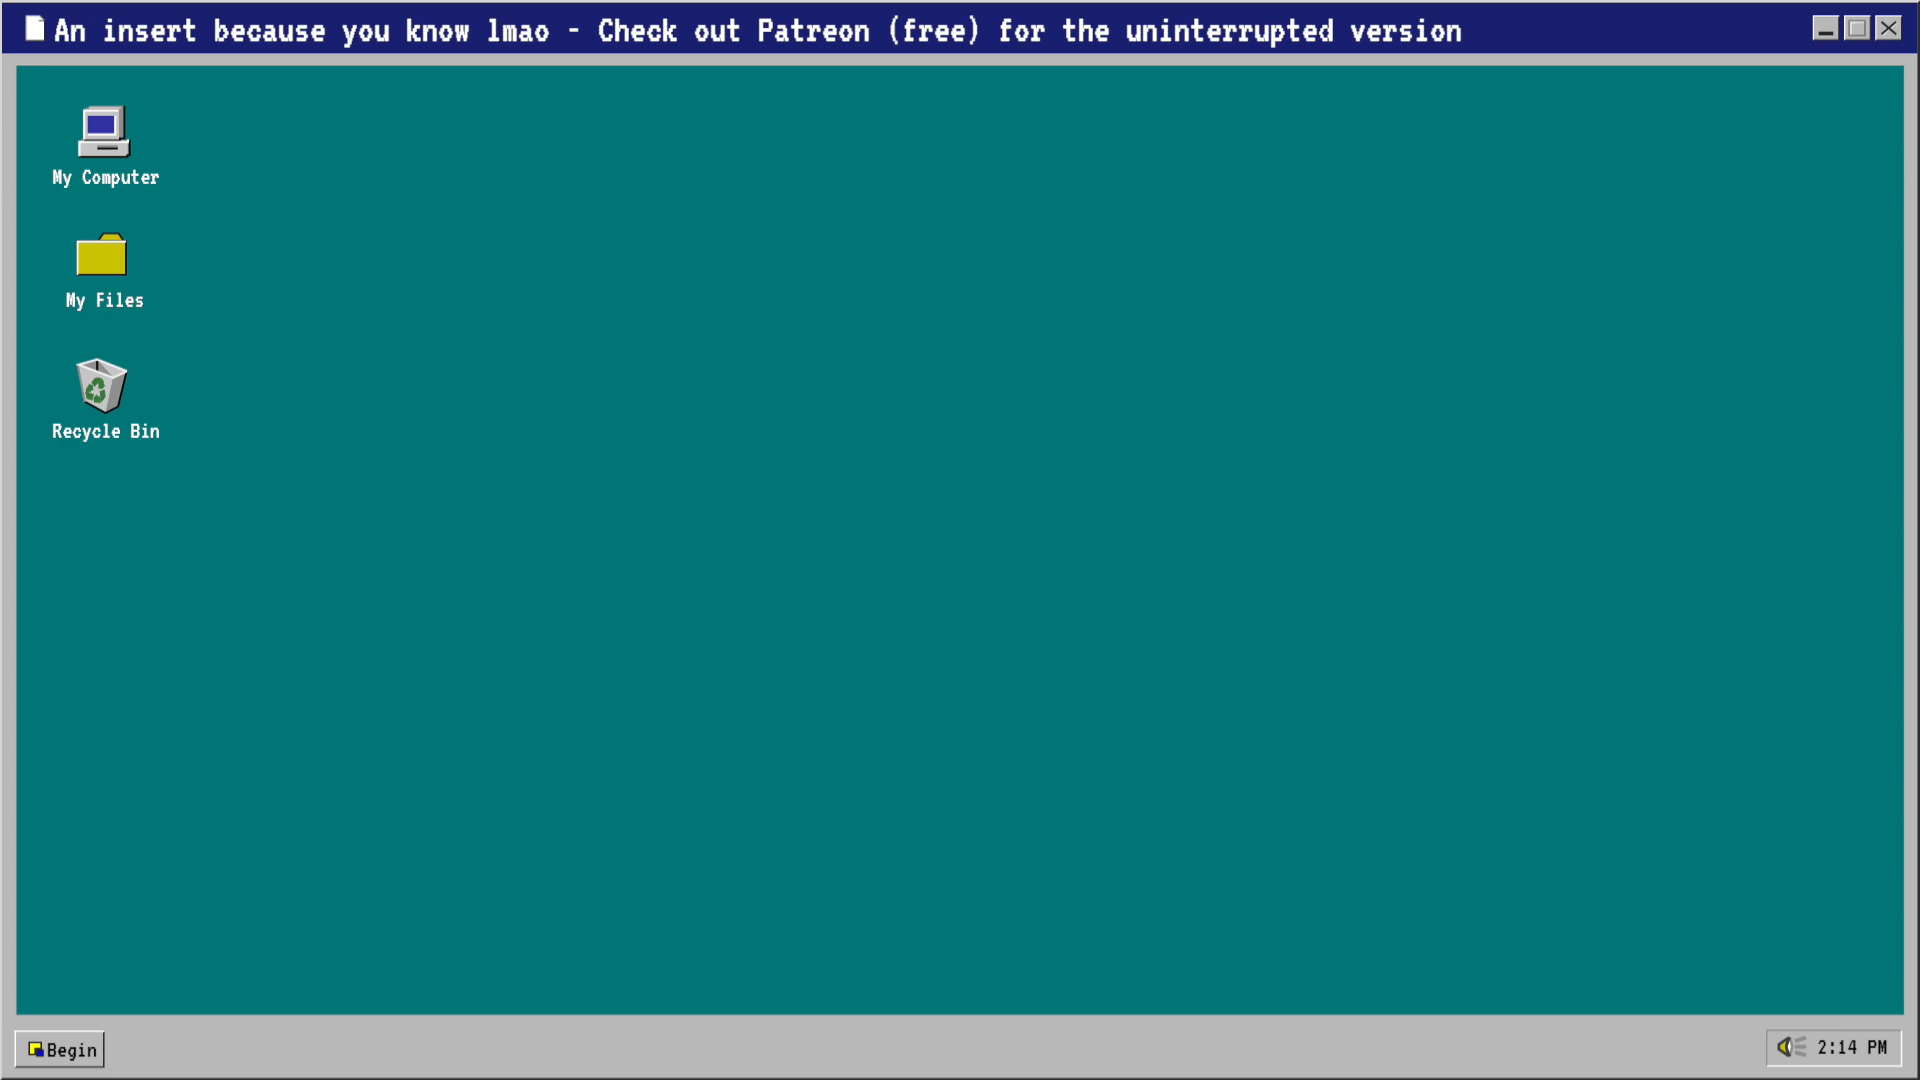 An insert because you know lmao - Check out Patreon (free) for the uninterrupted version
My Computer
My Files
Recycle Bin
Begin
2:14 PM